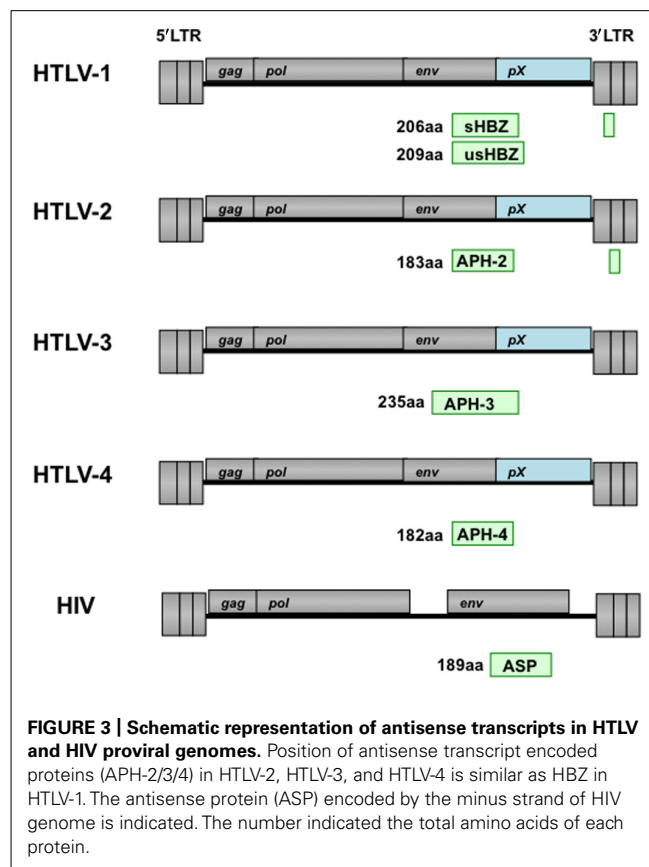 5′LTR 3′LTR
HTLV-1 gag pol env pX
206aa sHBZ
209aa usHBZ
HTLV-2 gag pol env pX
183aa APH-2
HTLV-3 gag pol env pX
235aa APH-3
HTLV-4 gag pol env pX
182aa APH-4
HIV gag pol env
189aa ASP
FIGURE 3 | Schematic representation of antisense transcripts in HTLV
and HIV proviral genomes. Position of antisense transcript encoded
proteins (APH-2/3/4) in HTLV-2, HTLV-3, and HTLV-4 is similar as HBZ in
HTLV-1. The antisense protein (ASP) encoded by the minus strand of HIV
genome is indicated. The number indicated the total amino acids of each
protein.